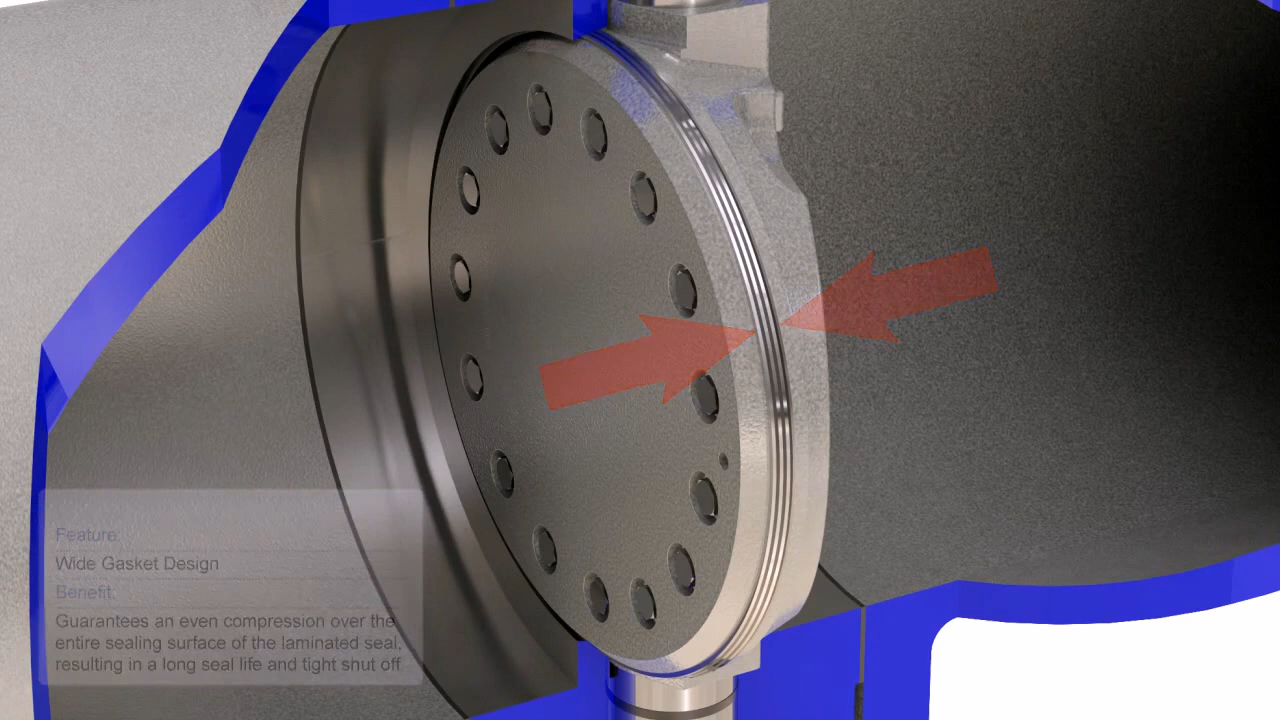 Feature:
Wide Gasket Design
Benefit:
Guarantees an even compression over the
entire sealing surface of the laminated seal,
resulting in a long seal life and tight shut off